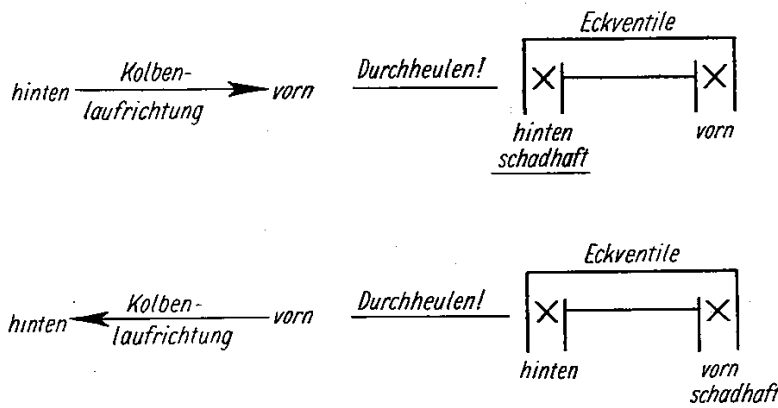 Eckventile
Kolben-
hinten vorn Durchheulen!
laufrichtung
hinten vorn
schadhaft
Eckventile
Kolben-
hinten vorn Durchheulen!
laufrichtung
hinten vorn
schadhaft